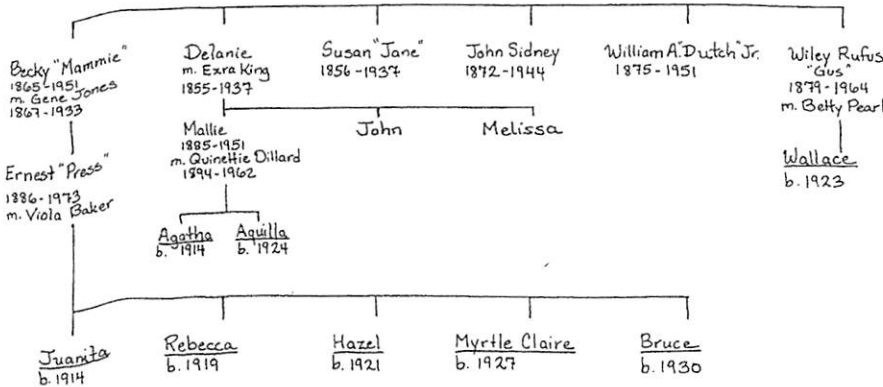 Becky "Mammie"
1865-1951
m. Gene Jones
1867-1933
Delanie
m. Exra King
1855-1937
Susan "Jane"
1856-1937
John Sidney
1872-1944
William A. "Dutch" Jr.
1875-1951
Wiley Rufus
"Gus"
1879-1964
m. Betty Pearl
Mallie
1885-1951
m. Quinettie Dillard
1894-1962
John
Melissa
Ernest "Press"
1886-1973
m. Viola Baker
Wallace
b. 1923
Agatha
b. 1914
Aquilla
b. 1924
Juanita
b. 1914
Rebecca
b. 1919
Hazel
b. 1921
Myrtle Claire
b. 1927
Bruce
b. 1930